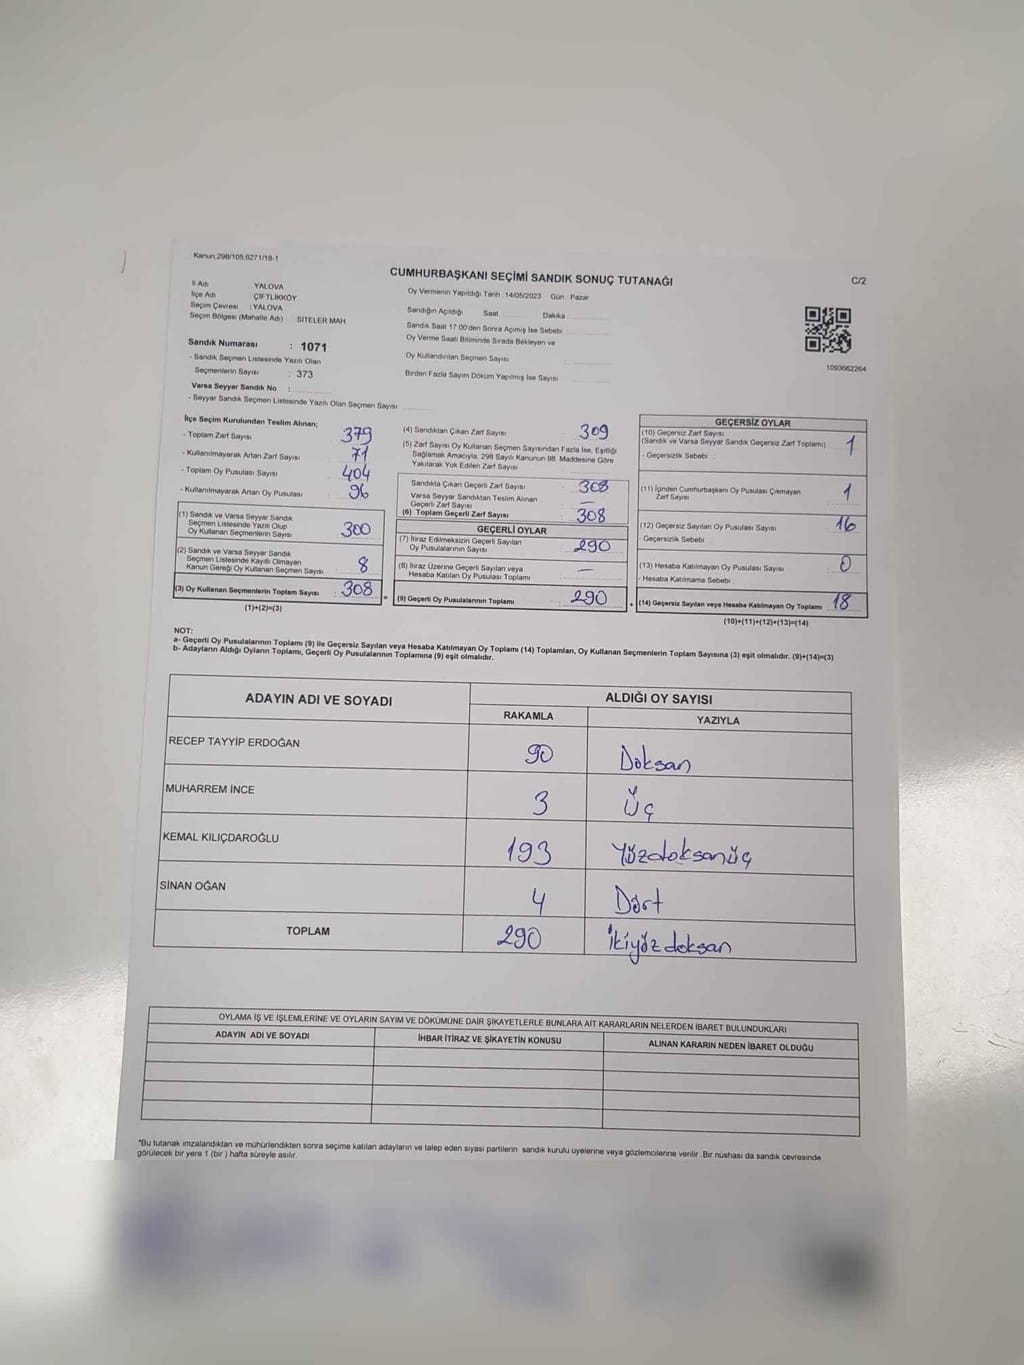 Kanun,298/105,6271/18-1
CUMHURBAŞKANI SEÇİMİ SANDIK SONUÇ TUTANAĞI
C/2
İl Adı YALOVA
İlçe Adı ÇİFTLİKKÖY
Seçim Çevresi : YALOVA
Seçim Bölgesi (Mahalle Adı) SİTELER MAH.
Oy Vermenin Yapıldığı Tarih : 14/05/2023 Gün : Pazar
Sandığın Açıldığı Saat Dakika
Sandık Saat 17:00'den Sonra Açımış İse Sebebi
Oy Verme Saati Bitiminde Sırada Bekleyen ve
Oy Kullandırılan Seçmen Sayısı
Birden Fazla Sayım Döküm Yapılmış İse Sayısı
1093662264
Sandık Numarası : 1071
- Sandık Seçmen Listesinde Yazılı Olan
Seçmenlerin Sayısı : 373
Varsa Seyyar Sandık No :
- Seyyar Sandık Seçmen Listesinde Yazılı Olan Seçmen Sayısı
İlçe Seçim Kurulundan Teslim Alınan;
- Toplam Zarf Sayısı 379
- Kullanılmayarak Artan Zarf Sayısı 71
- Toplam Oy Pusulası Sayısı 404
- Kullanılmayarak Artan Oy Pusulası 96
(1) Sandık ve Varsa Seyyar Sandık
Seçmen Listesinde Yazılı Olup
Oy Kullanan Seçmenlerin Sayısı 300
(2) Sandık ve Varsa Seyyar Sandık
Seçmen Listesinde Kayıtlı Olmayan
Kanun Gereği Oy Kullanan Seçmen Sayısı 8
(3) Oy Kullanan Seçmenlerin Toplam Sayısı 308
(1)+(2)=(3)
(4) Sandıktan Çıkan Zarf Sayısı 309
(5) Zarf Sayısı Oy Kullanan Seçmen Sayısından Fazla İse, Eşitliği
Sağlamak Amacıyla, 298 Sayılı Kanunun 98. Maddesine Göre
Yakılarak Yok Edilen Zarf Sayısı
Sandıkta Çıkan Geçerli Zarf Sayısı 308
Varsa Seyyar Sandıktan Teslim Alınan
Geçerli Zarf Sayısı —
(6) Toplam Geçerli Zarf Sayısı 308
GEÇERLİ OYLAR
(7) İtiraz Edilmeksizin Geçerli Sayılan
Oy Pusulalarının Sayısı 290
(8) İtiraz Üzerine Geçerli Sayılan veya
Hesaba Katılan Oy Pusulası Toplamı —
(9) Geçerli Oy Pusulalarının Toplamı 290
GEÇERSİZ OYLAR
(10) Geçersiz Zarf Sayısı
(Sandık ve Varsa Seyyar Sandık Geçersiz Zarf Toplamı) 1
- Geçersizlik Sebebi :
(11) İçinden Cumhurbaşkanı Oy Pusulası Çıkmayan
Zarf Sayısı 1
(12) Geçersiz Sayılan Oy Pusulası Sayısı 16
- Geçersizlik Sebebi
(13) Hesaba Katılmayan Oy Pusulası Sayısı 0
- Hesaba Katılmama Sebebi :
(14) Geçersiz Sayılan veya Hesaba Katılmayan Oy Toplamı 18
(10)+(11)+(12)+(13)=(14)
NOT:
a- Geçerli Oy Pusulalarının Toplamı (9) ile Geçersiz Sayılan veya Hesaba Katılmayan Oy Toplamı (14) Toplamları, Oy Kullanan Seçmenlerin Toplam Sayısına (3) eşit olmalıdır. (9)+(14)=(3)
b- Adayların Aldığı Oyların Toplamı, Geçerli Oy Pusulalarının Toplamına (9) eşit olmalıdır.
ADAYIN ADI VE SOYADI ALDIĞI OY SAYISI
RAKAMLA YAZIYLA
RECEP TAYYİP ERDOĞAN 90 Doksan
MUHARREM İNCE 3 Üç
KEMAL KILIÇDAROĞLU 193 Yüzdoksanüç
SİNAN OĞAN 4 Dört
TOPLAM 290 İkiyüz doksan
OYLAMA İŞ VE İŞLEMLERİNE VE OYLARIN SAYIM VE DÖKÜMÜNE DAİR ŞİKAYETLERLE BUNLARA AİT KARARLARIN NELERDEN İBARET BULUNDUKLARI
ADAYIN ADI VE SOYADI İHBAR İTİRAZ VE ŞİKAYETİN KONUSU ALINAN KARARIN NEDEN İBARET OLDUĞU
*Bu tutanak imzalandıktan ve mühürlendikten sonra seçime katılan adayların ve talep eden siyasi partilerin sandık kurulu üyelerine veya gözlemcilerine verilir. Bir nüshası da sandık çevresinde
görülecek bir yere 1 (bir ) hafta süreyle asılır.